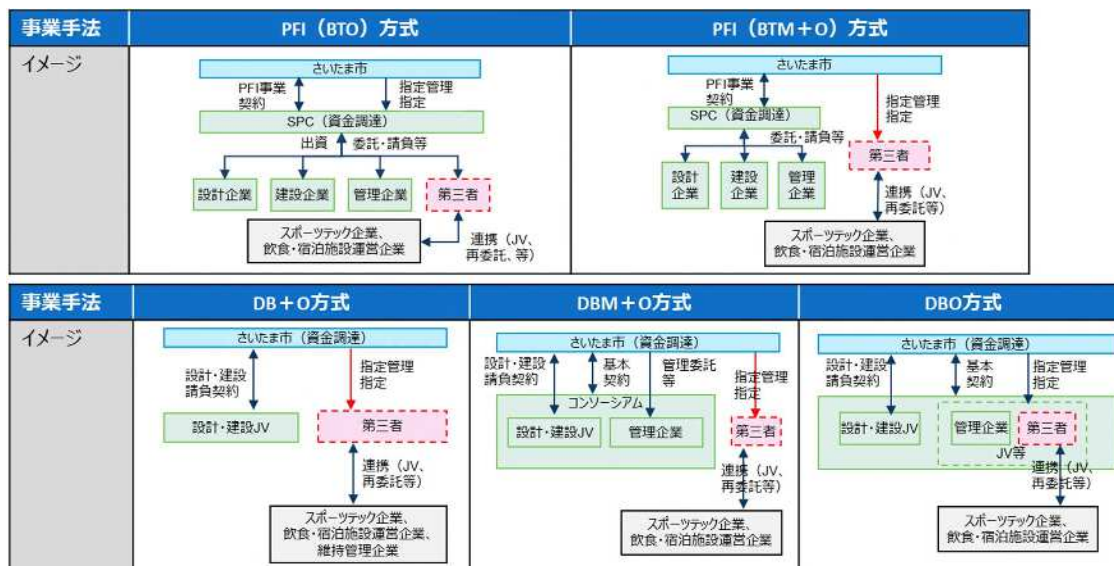 事業手法
PFI（BTO）方式
PFI（BTM＋O）方式
イメージ
さいたま市
PFI事業
契約
指定管理
指定
SPC（資金調達）
出資
委託・請負等
設計企業
建設企業
管理企業
第三者
スポーツテック企業、
飲食・宿泊施設運営企業
連携（JV、
再委託、等）
さいたま市
PFI事業
契約
指定管理
指定
SPC（資金調達）
委託・請負等
設計
企業
建設
企業
管理
企業
第三者
連携（JV、
再委託等）
スポーツテック企業、
飲食・宿泊施設運営企業
事業手法
DB＋O方式
DBM＋O方式
DBO方式
イメージ
さいたま市（資金調達）
設計・建設
請負契約
指定管理
指定
設計・建設JV
第三者
連携（JV、
再委託等）
スポーツテック企業、
飲食・宿泊施設運営企業、
維持管理企業
さいたま市（資金調達）
設計・建設
請負契約
基本
契約
管理委託
等
指定管理
指定
コンソーシアム
設計・建設JV
管理企業
第三者
連携（JV、
再委託等）
スポーツテック企業、
飲食・宿泊施設運営企業
さいたま市（資金調達）
設計・建設
請負契約
基本
契約
指定管理
指定
設計・建設JV
管理企業
第三者
JV等
連携（JV、
再委託等）
スポーツテック企業、
飲食・宿泊施設運営企業